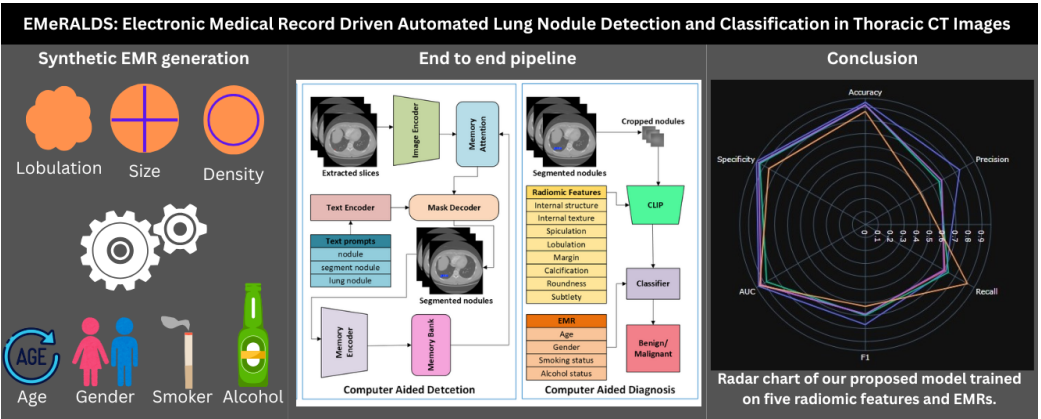 EMeRALDS: Electronic Medical Record Driven Automated Lung Nodule Detection and Classification in Thoracic CT Images
Synthetic EMR generation
Lobulation
Size
Density
AGE
Age
Gender
Smoker
Alcohol
End to end pipeline
Extracted slices
Image Encoder
Memory
Attention
Text Encoder
Mask Decoder
Text prompts
nodule
segment nodule
lung nodule
Segmented nodules
Memory
Encoder
Memory Bank
Computer Aided Detcetion
Segmented nodules
Cropped nodules
Radiomic Features
Internal structure
Internal texture
Spiculation
Lobulation
Margin
Calcification
Roundness
Subtlety
CLIP
Classifier
EMR
Age
Gender
Smoking status
Alcohol status
Benign/
Malignant
Computer Aided Diagnosis
Conclusion
Accuracy
Precision
Specificity
0
0.1
0.2
0.3
0.4
0.5
0.6
0.7
0.8
0.9
AUC
Recall
F1
Radar chart of our proposed model trained
on five radiomic features and EMRs.